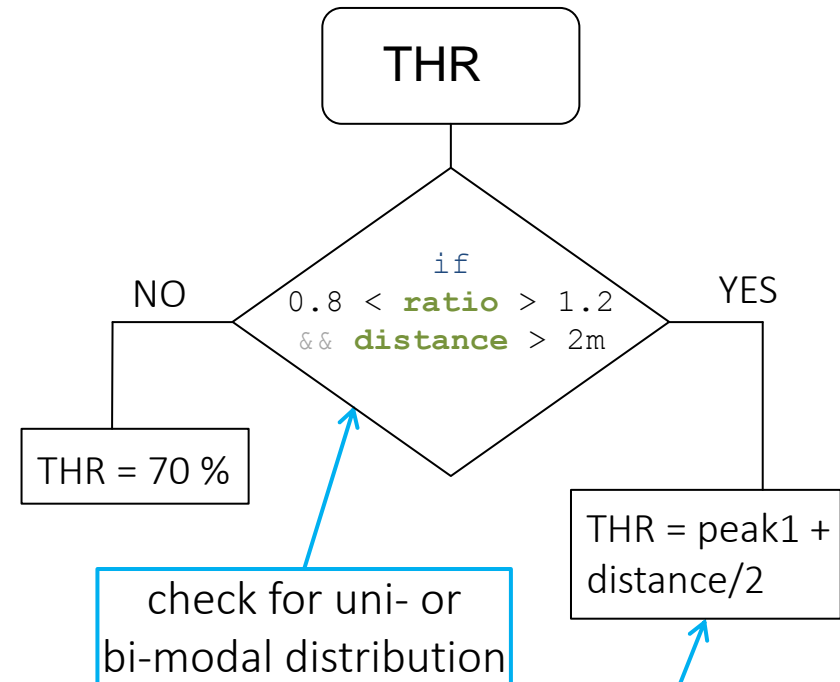 THR
if
0.8 < ratio > 1.2
&& distance > 2m
NO
YES
THR = 70 %
THR = peak1 +
distance/2
check for uni- or
bi-modal distribution